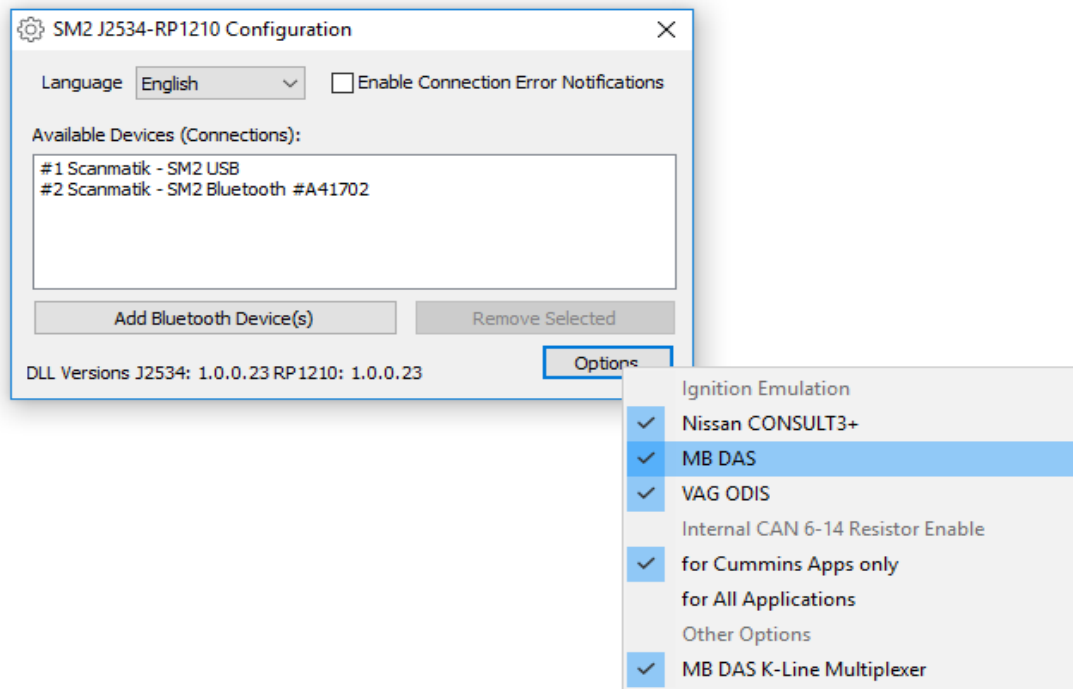 SM2 J2534-RP1210 Configuration
Language English Enable Connection Error Notifications
Available Devices (Connections):
#1 Scanmatik - SM2 USB
#2 Scanmatik - SM2 Bluetooth #A41702
Add Bluetooth Device(s) Remove Selected
DLL Versions J2534: 1.0.0.23 RP1210: 1.0.0.23
Options
Ignition Emulation
Nissan CONSULT3+
MB DAS
VAG ODIS
Internal CAN 6-14 Resistor Enable
for Cummins Apps only
for All Applications
Other Options
MB DAS K-Line Multiplexer